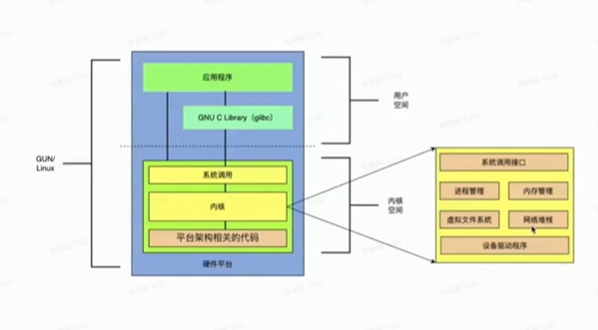 应用程序
GNU C Library（glibc）
用户
空间
GUN/
Linux
系统调用
内核
平台架构相关的代码
硬件平台
内核
空间
系统调用接口
进程管理
内存管理
虚拟文件系统
网络堆栈
设备驱动程序